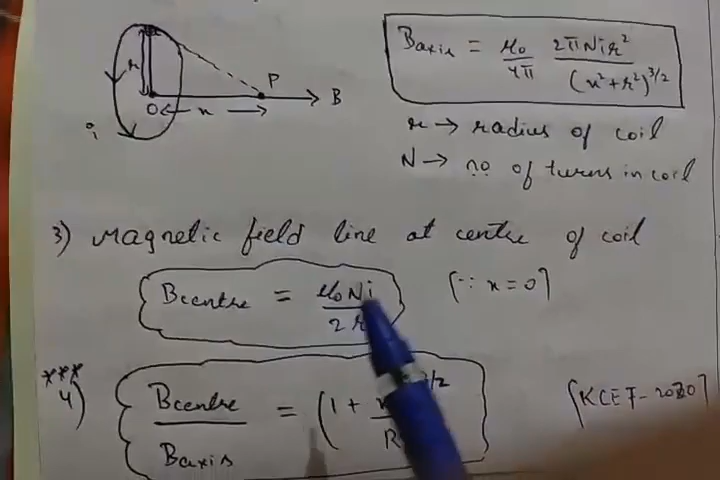 r
P
O
x
B
i
Baxis = μ₀/4π 2πNir²/(x²+r²)^3/2
r → radius of coil
N → no of turns in coil
3) Magnetic field line at centre of coil
Bcentre = μ₀Ni/2r [∵ x = 0]
***
4) Bcentre/Baxis = (1 +
[KCET-2020]